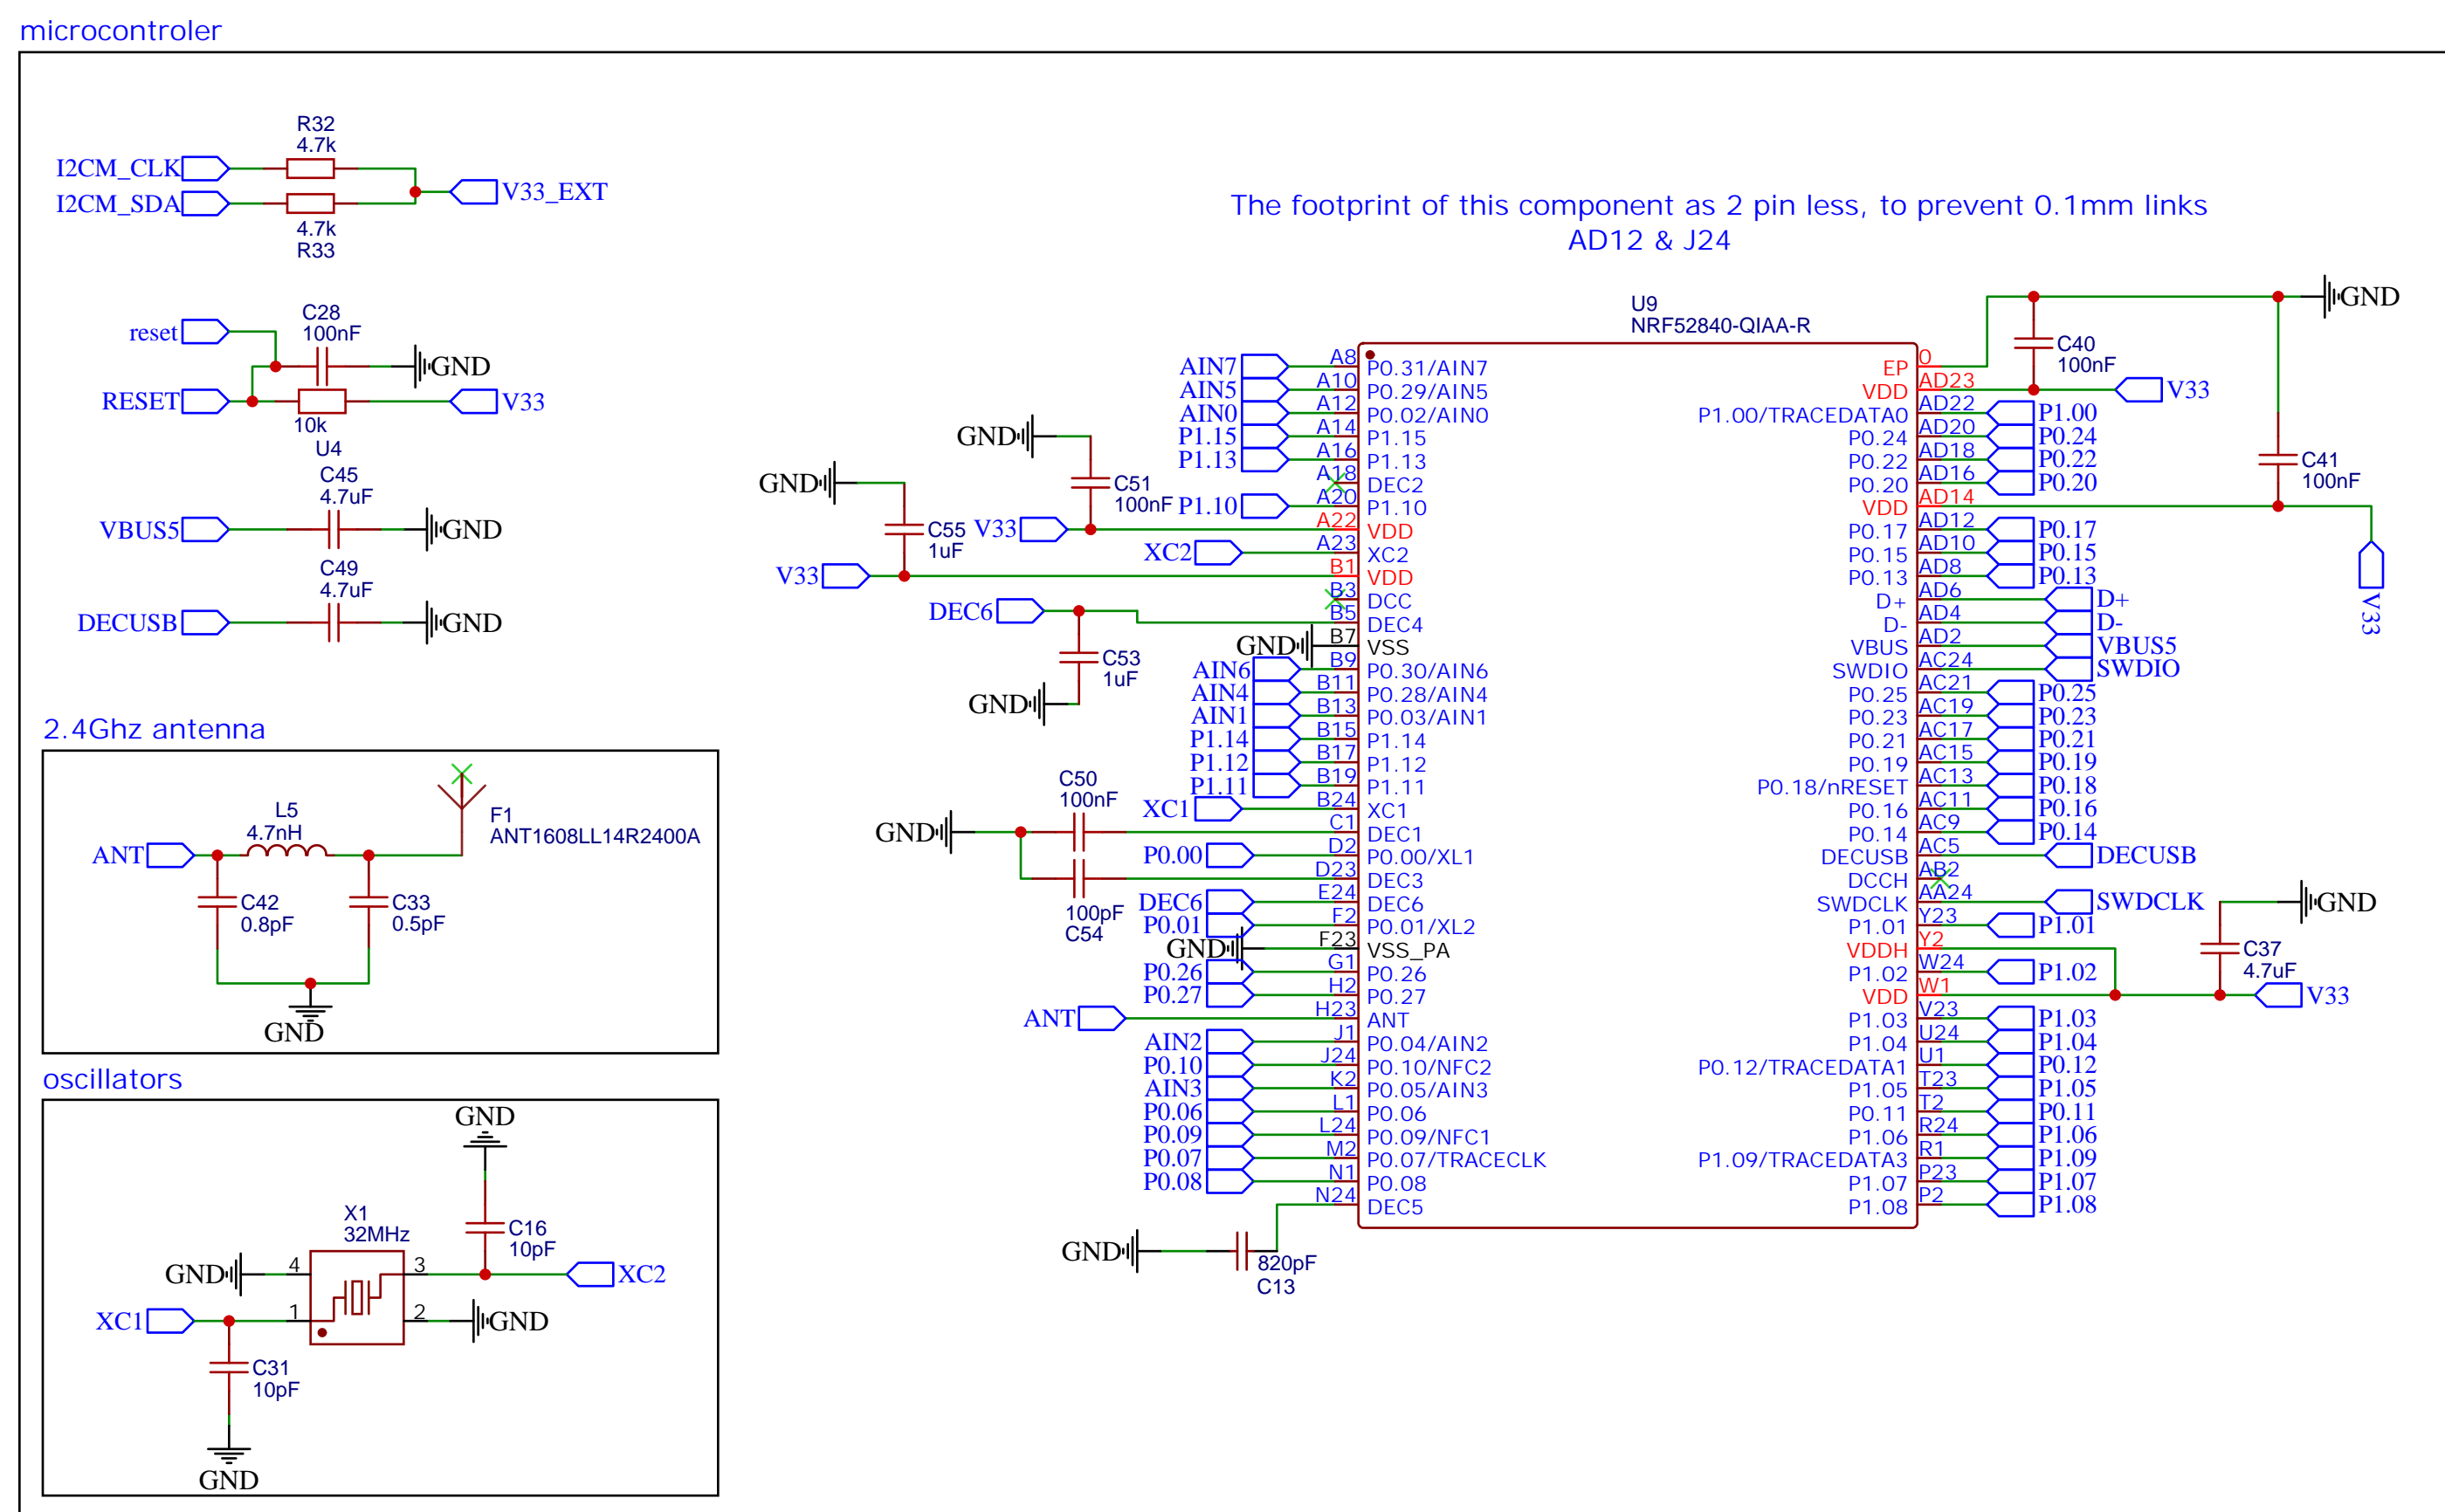 microcontroler
R32
4.7k
I2CM_CLK
I2CM_SDA
V33_EXT
4.7k
R33
C28
100nF
reset
GND
RESET
V33
10k
U4
C45
4.7uF
VBUS5
GND
C49
4.7uF
DECUSB
GND
2.4Ghz antenna
L5
4.7nH
F1
ANT1608LL14R2400A
ANT
C42
0.8pF
C33
0.5pF
GND
oscillators
GND
X1
32MHz
C16
10pF
GND
4
3
XC2
XC1
1
2
GND
C31
10pF
GND
The footprint of this component as 2 pin less, to prevent 0.1mm links
AD12 & J24
U9
NRF52840-QIAA-R
AIN7 A8 P0.31/AIN7
AIN5 A10 P0.29/AIN5
AIN0 A12 P0.02/AIN0
P1.15 A14 P1.15
P1.13 A16 P1.13
A18 DEC2
P1.10 A20 P1.10
V33 A22 VDD
XC2 A23 XC2
V33 B1 VDD
B3 DCC
DEC6 B5 DEC4
GND B7 VSS
AIN6 B9 P0.30/AIN6
AIN4 B11 P0.28/AIN4
AIN1 B13 P0.03/AIN1
P1.14 B15 P1.14
P1.12 B17 P1.12
P1.11 B19 P1.11
XC1 B24 XC1
C1 DEC1
P0.00 D2 P0.00/XL1
D23 DEC3
DEC6 E24 DEC6
P0.01 F2 P0.01/XL2
GND F23 VSS_PA
P0.26 G1 P0.26
P0.27 H2 P0.27
ANT H23 ANT
AIN2 J1 P0.04/AIN2
P0.10 J24 P0.10/NFC2
AIN3 K2 P0.05/AIN3
P0.06 L1 P0.06
P0.09 L24 P0.09/NFC1
P0.07 M2 P0.07/TRACECLK
P0.08 N1 P0.08
N24 DEC5
GND
C51
100nF
GND
C55
1uF
C53
1uF
GND
C50
100nF
GND
100pF
C54
GND
820pF
C13
EP 0
VDD AD23 V33
P1.00/TRACEDATA0 AD22 P1.00
P0.24 AD20 P0.24
P0.22 AD18 P0.22
P0.20 AD16 P0.20
VDD AD14
P0.17 AD12 P0.17
P0.15 AD10 P0.15
P0.13 AD8 P0.13
D+ AD6 D+
D- AD4 D-
VBUS AD2 VBUS5
SWDIO AC24 SWDIO
P0.25 AC21 P0.25
P0.23 AC19 P0.23
P0.21 AC17 P0.21
P0.19 AC15 P0.19
P0.18/nRESET AC13 P0.18
P0.16 AC11 P0.16
P0.14 AC9 P0.14
DECUSB AC5 DECUSB
DCCH AB2
SWDCLK AA24 SWDCLK
P1.01 Y23 P1.01
VDDH Y2
P1.02 W24 P1.02
VDD W1 V33
P1.03 V23 P1.03
P1.04 U24 P1.04
P0.12/TRACEDATA1 U1 P0.12
P1.05 T23 P1.05
P0.11 T2 P0.11
P1.06 R24 P1.06
P1.09/TRACEDATA3 R1 P1.09
P1.07 P23 P1.07
P1.08 P2 P1.08
GND
C40
100nF
C41
100nF
V33
GND
C37
4.7uF